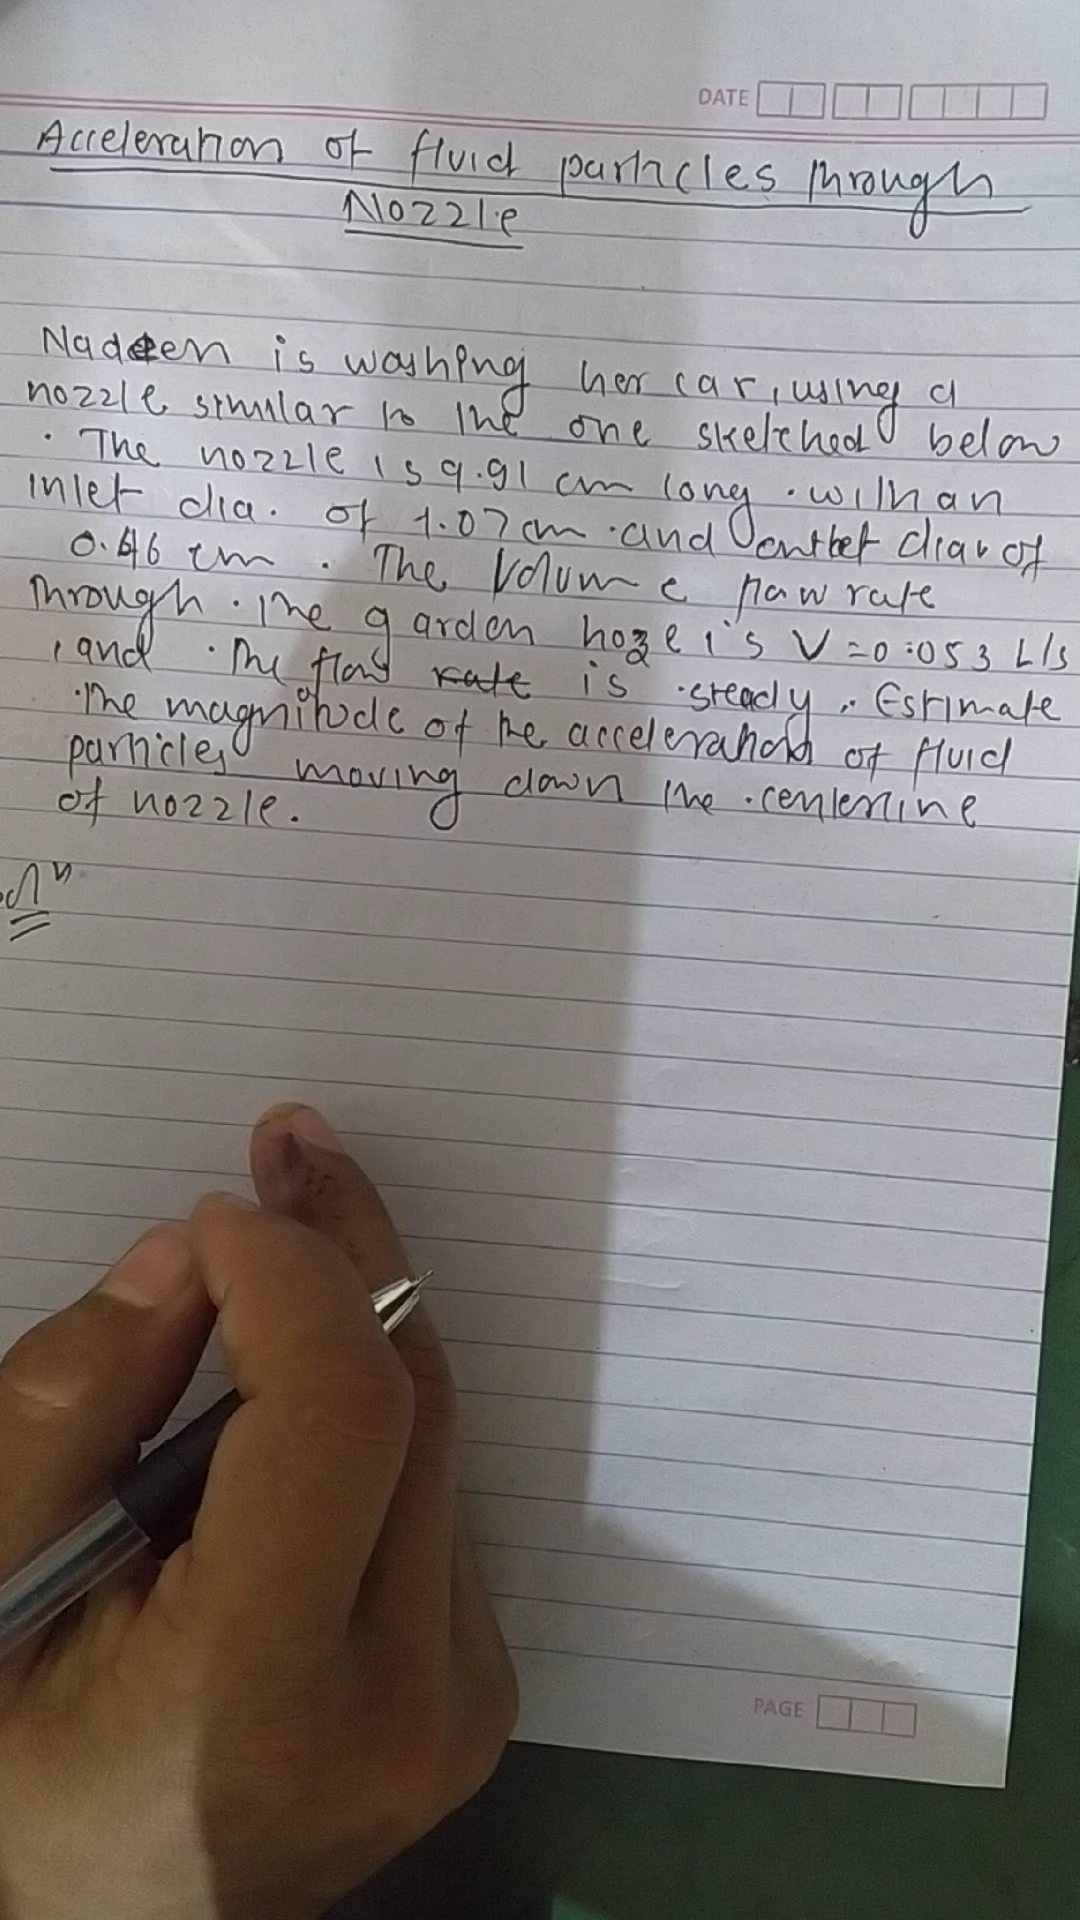 DATE
Acceleration of fluid particles through
Nozzle
Nadeen is washing her car, using a
nozzle similar to the one sketched below
. The nozzle is 9.91 cm long . with an
inlet dia. of 1.07 cm . and outlet diar of
0.46 cm . The Volume flow rate
through . the garden hoze is V = 0.053 L/s
, and . the flow rate is steady . Estimate
. the magnitude of the acceleration of fluid
particles moving down the . centerline
of nozzle.
PAGE